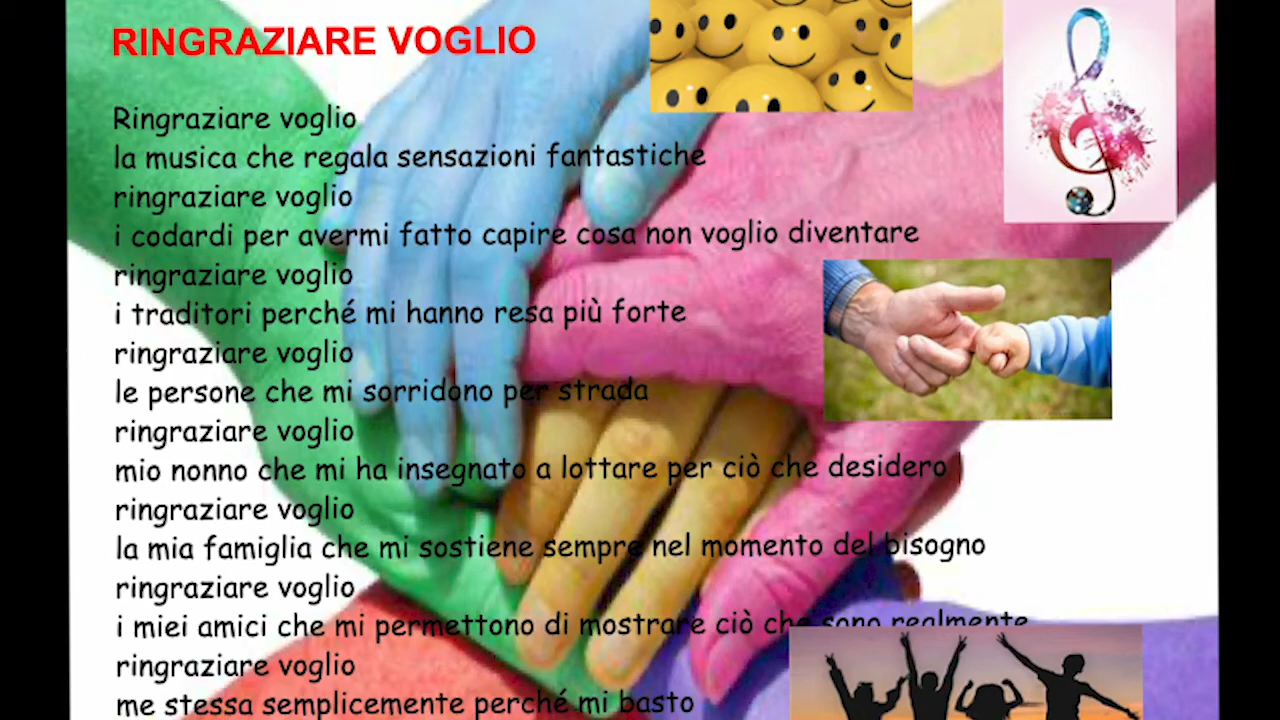 RINGRAZIARE VOGLIO
Ringraziare voglio
la musica che regala sensazioni fantastiche
ringraziare voglio
i codardi per avermi fatto capire cosa non voglio diventare
ringraziare voglio
i traditori perché mi hanno resa più forte
ringraziare voglio
le persone che mi sorridono per strada
ringraziare voglio
mio nonno che mi ha insegnato a lottare per ciò che desidero
ringraziare voglio
la mia famiglia che mi sostiene sempre nel momento del bisogno
ringraziare voglio
i miei amici che mi permettono di mostrare ciò che sono realmente
ringraziare voglio
me stessa semplicemente perché mi basto